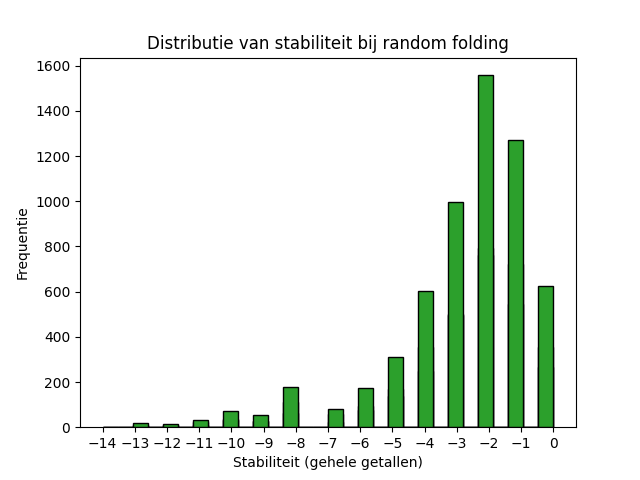 Distributie van stabiliteit bij random folding
1600
1400
1200
1000
800
600
400
200
0
Frequentie
−14 −13 −12 −11 −10 −9 −8 −7 −6 −5 −4 −3 −2 −1 0
Stabiliteit (gehele getallen)